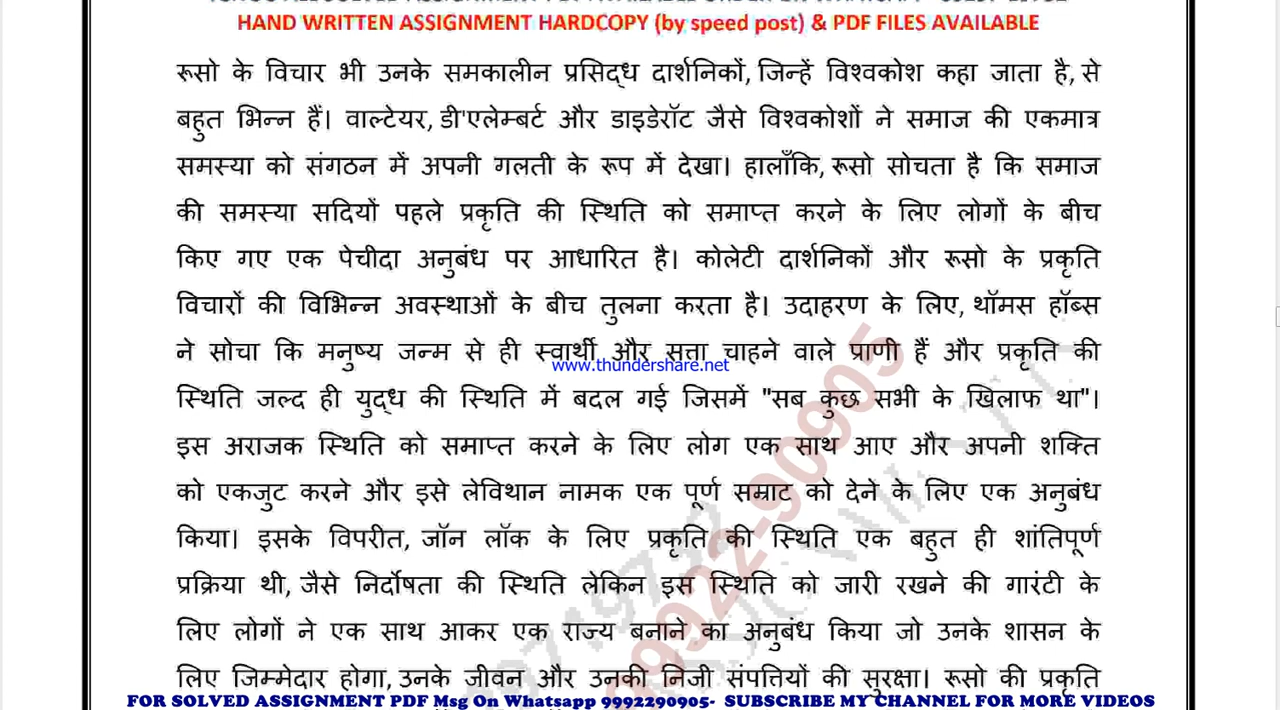 HAND WRITTEN ASSIGNMENT HARDCOPY (by speed post) & PDF FILES AVAILABLE
रूसो के विचार भी उनके समकालीन प्रसिद्ध दार्शनिकों, जिन्हें विश्वकोश कहा जाता है, से
बहुत भिन्न हैं। वाल्टेयर, डी'एलेम्बर्ट और डाइडेरॉट जैसे विश्वकोशों ने समाज की एकमात्र
समस्या को संगठन में अपनी गलती के रूप में देखा। हालाँकि, रूसो सोचता है कि समाज
की समस्या सदियों पहले प्रकृति की स्थिति को समाप्त करने के लिए लोगों के बीच
किए गए एक पेचीदा अनुबंध पर आधारित है। कोलेटी दार्शनिकों और रूसो के प्रकृति
विचारों की विभिन्न अवस्थाओं के बीच तुलना करता है। उदाहरण के लिए, थॉमस हॉब्स
ने सोचा कि मनुष्य जन्म से ही स्वार्थी और सत्ता चाहने वाले प्राणी हैं और प्रकृति की
www.thundershare.net
स्थिति जल्द ही युद्ध की स्थिति में बदल गई जिसमें "सब कुछ सभी के खिलाफ था"।
इस अराजक स्थिति को समाप्त करने के लिए लोग एक साथ आए और अपनी शक्ति
को एकजुट करने और इसे लेविथान नामक एक पूर्ण सम्राट को देने के लिए एक अनुबंध
किया। इसके विपरीत, जॉन लॉक के लिए प्रकृति की स्थिति एक बहुत ही शांतिपूर्ण
प्रक्रिया थी, जैसे निर्दोषता की स्थिति लेकिन इस स्थिति को जारी रखने की गारंटी के
लिए लोगों ने एक साथ आकर एक राज्य बनाने का अनुबंध किया जो उनके शासन के
लिए जिम्मेदार होगा, उनके जीवन और उनकी निजी संपत्तियों की सुरक्षा। रूसो की प्रकृति
FOR SOLVED ASSIGNMENT PDF Msg On Whatsapp 9992290905- SUBSCRIBE MY CHANNEL FOR MORE VIDEOS